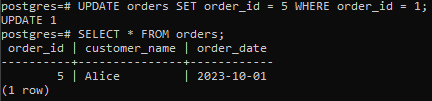 postgres=# UPDATE orders SET order_id = 5 WHERE order_id = 1;
UPDATE 1
postgres=# SELECT * FROM orders;
 order_id | customer_name | order_date
----------+---------------+------------
        5 | Alice         | 2023-10-01
(1 row)